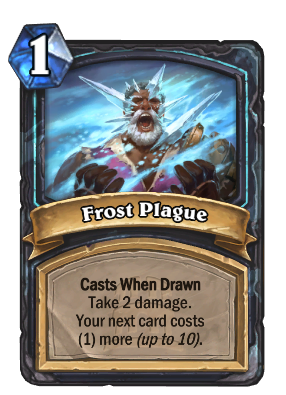 1
Frost Plague
Casts When Drawn
Take 2 damage.
Your next card costs
(1) more (up to 10).